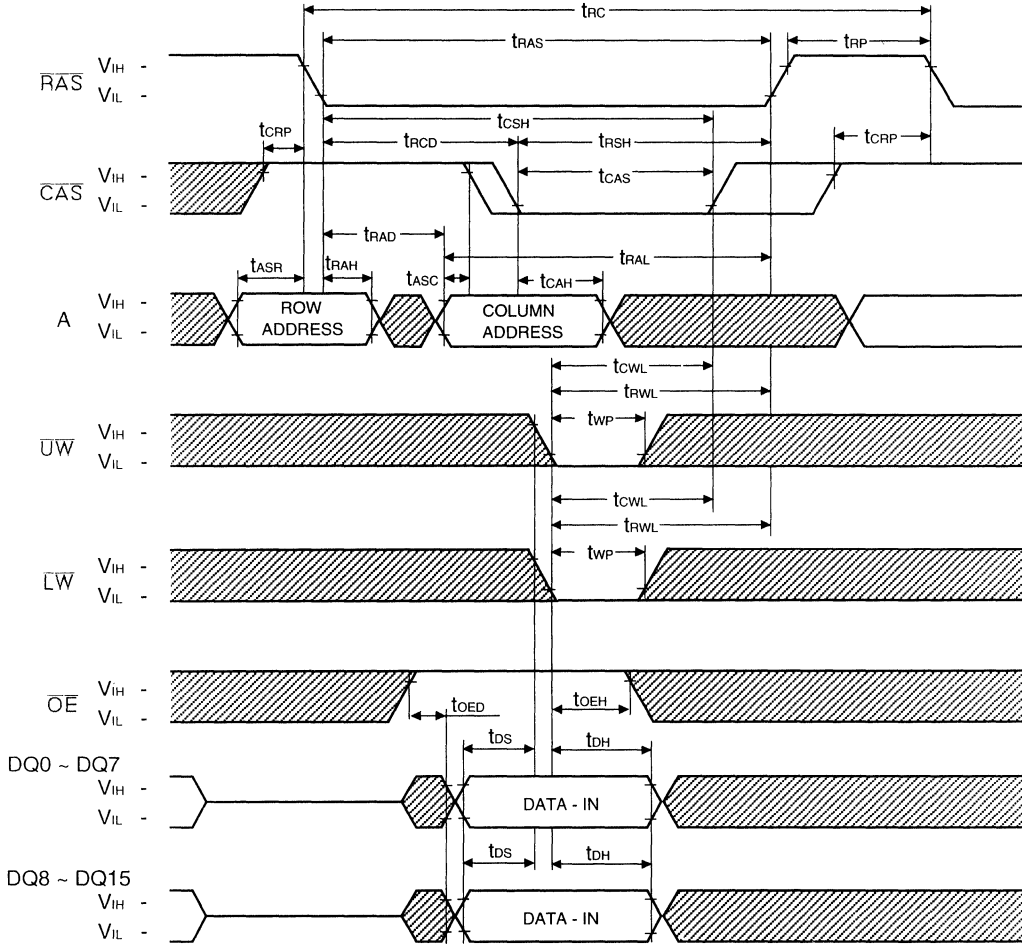 tRC
tRAS
tRP
RAS
VIH -
VIL -
tCSH
tCRP
tRCD
tRSH
tCRP
CAS
VIH -
VIL -
tCAS
tRAD
tRAL
tASR
tRAH
tASC
tCAH
A
VIH -
VIL -
ROW
ADDRESS
COLUMN
ADDRESS
tCWL
tRWL
UW
VIH -
VIL -
tWP
tCWL
tRWL
LW
VIH -
VIL -
tWP
OE
VIH -
VIL -
tOED
tOEH
tDS
tDH
DQ0 ~ DQ7
VIH -
VIL -
DATA - IN
tDS
tDH
DQ8 ~ DQ15
VIH -
VIL -
DATA - IN